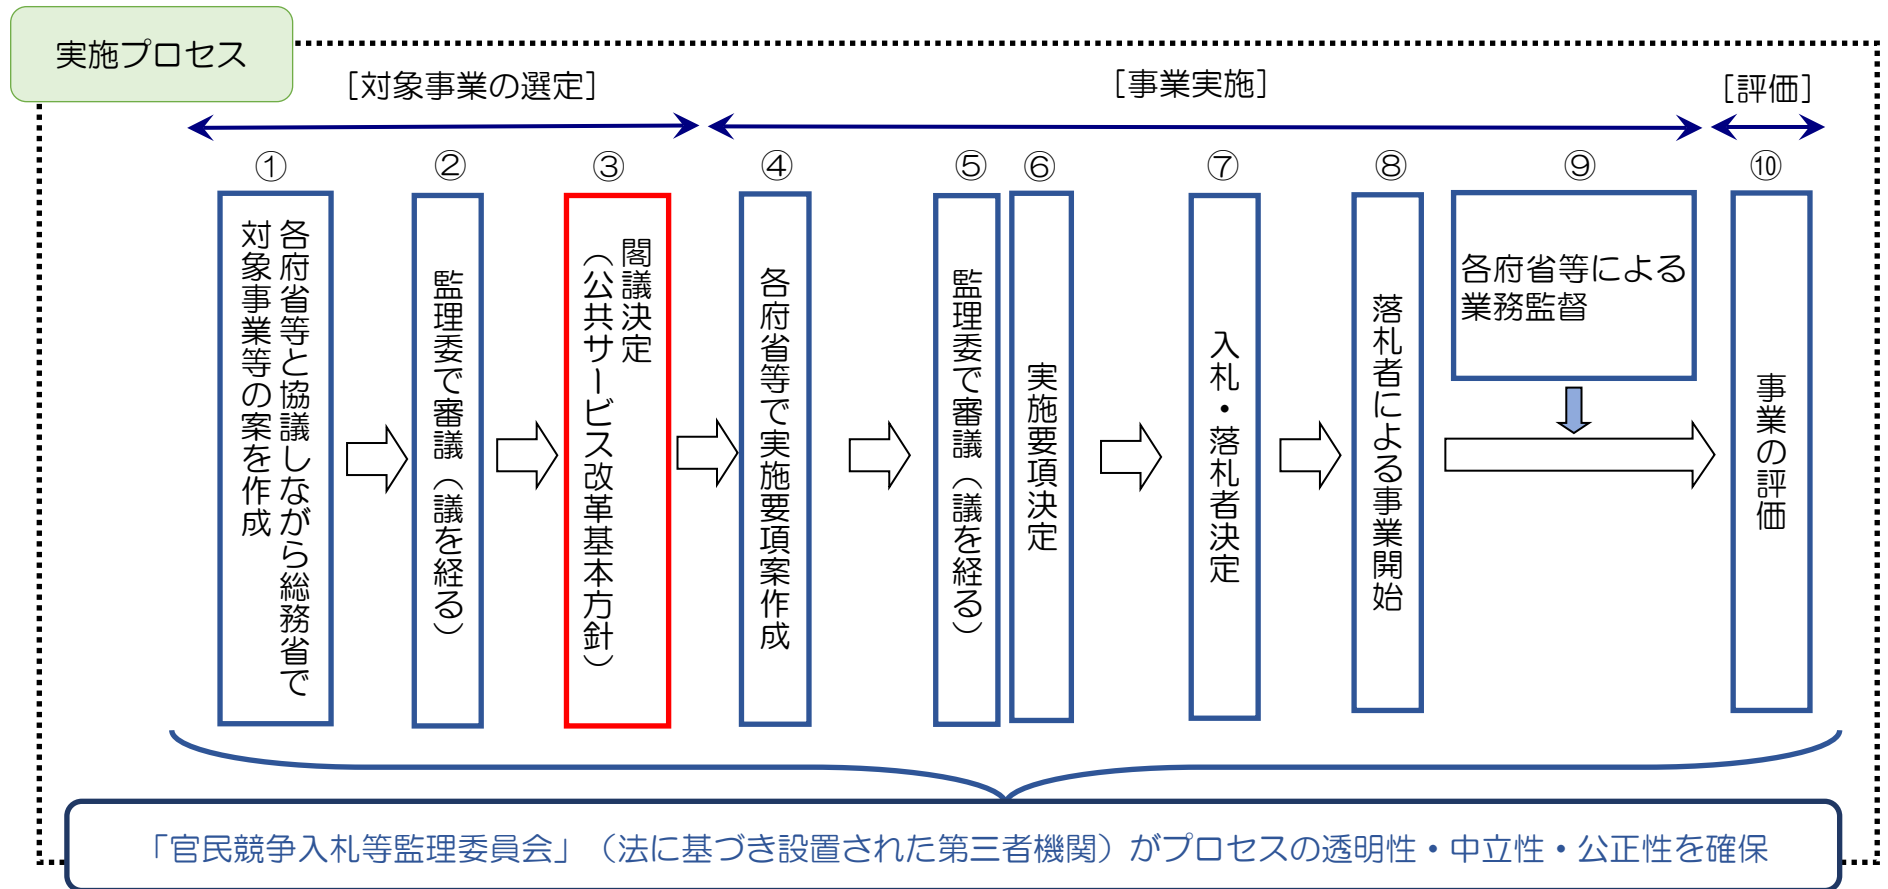 実施プロセス
［対象事業の選定］
［事業実施］
［評価］
①
各府省等と協議しながら総務省で
対象事業等の案を作成
②
監理委で審議（議を経る）
③
閣議決定
（公共サービス改革基本方針）
④
各府省等で実施要項案作成
⑤
監理委で審議（議を経る）
⑥
実施要項決定
⑦
入札・落札者決定
⑧
落札者による事業開始
⑨
各府省等による
業務監督
⑩
事業の評価
「官民競争入札等監理委員会」（法に基づき設置された第三者機関）がプロセスの透明性・中立性・公正性を確保